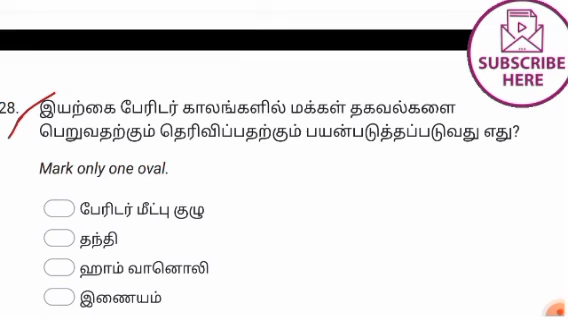 SUBSCRIBE
HERE
28. இயற்கை பேரிடர் காலங்களில் மக்கள் தகவல்களை
பெறுவதற்கும் தெரிவிப்பதற்கும் பயன்படுத்தப்படுவது எது?
Mark only one oval.
பேரிடர் மீட்பு குழு
தந்தி
ஹாம் வானொலி
இணையம்